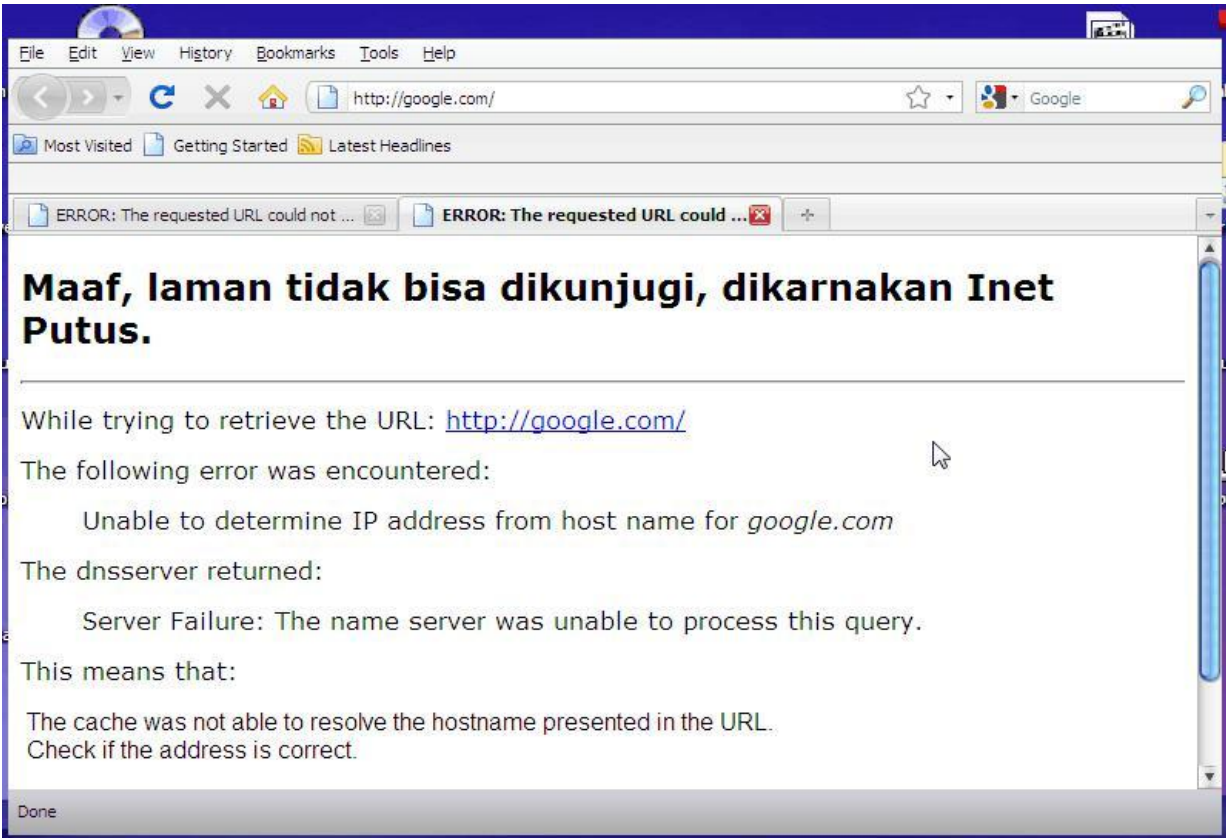 File Edit View History Bookmarks Tools Help
http://google.com/ Google
Most Visited Getting Started Latest Headlines
ERROR: The requested URL could not ... ERROR: The requested URL could ...
Maaf, laman tidak bisa dikunjugi, dikarnakan Inet
Putus.
While trying to retrieve the URL: http://google.com/
The following error was encountered:
Unable to determine IP address from host name for google.com
The dnsserver returned:
Server Failure: The name server was unable to process this query.
This means that:
The cache was not able to resolve the hostname presented in the URL.
Check if the address is correct.
Done